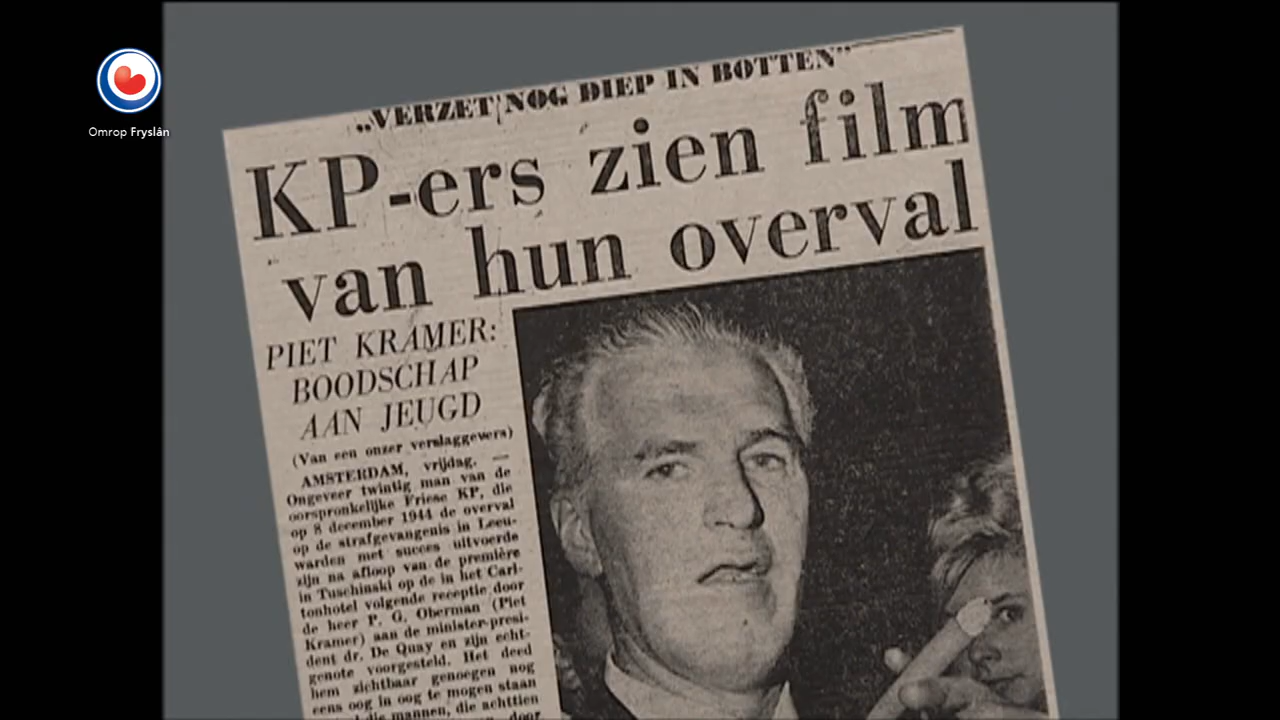 Omrop Fryslân
„VERZET NOG DIEP IN BOTTEN”
KP-ers zien film
van hun overval
PIET KRAMER:
BOODSCHAP
AAN JEUGD
(Van een onzer verslaggevers)
AMSTERDAM, vrijdag. —
Ongeveer twintig man van de
oorspronkelijke Friese KP, die
op 8 december 1944 de overval
op de strafgevangenis in Leeu-
warden met succes uitvoerde
zijn na afloop van de première
in Tuschinski op de in het Carl-
tonhotel volgende receptie door
de heer P. G. Oberman (Piet
Kramer) aan de minister-presi-
dent dr. De Quay en zijn echt-
genote voorgesteld. Het deed
hem zichtbaar genoegen nog
eens oog in oog te mogen staan
die mannen, die achttien
door